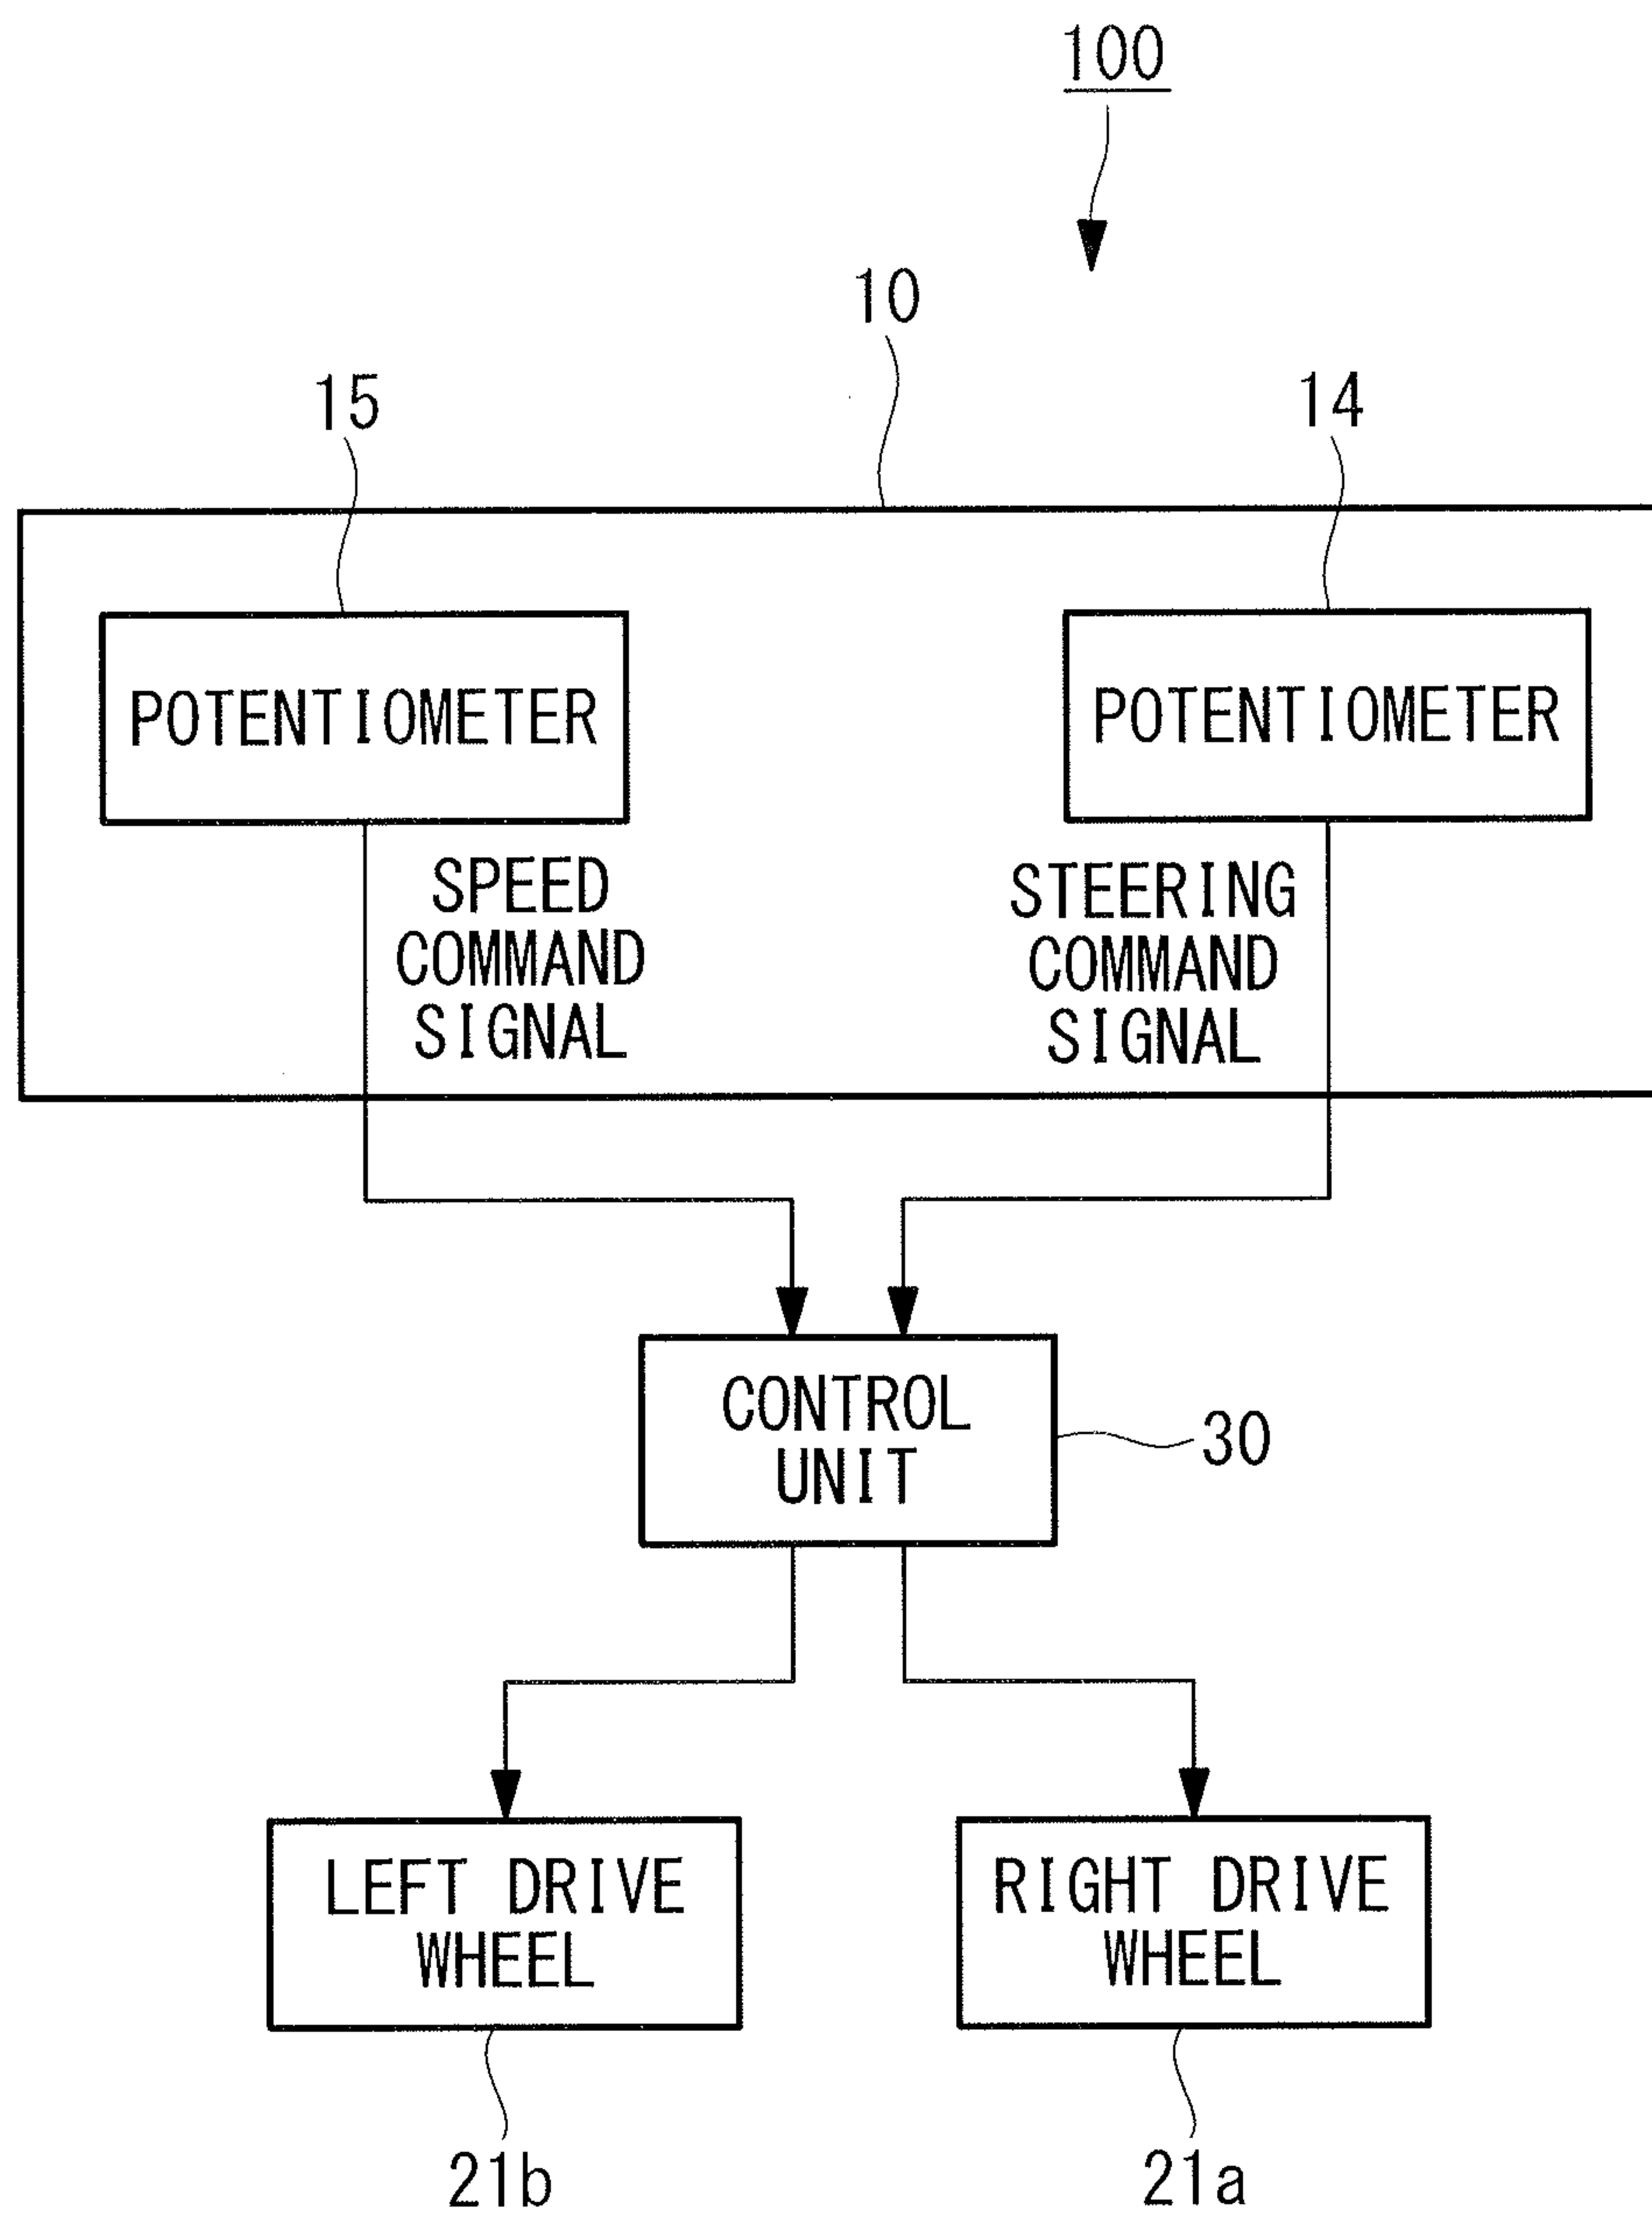 100
10
15
14
POTENTIOMETER
POTENTIOMETER
SPEED
COMMAND
SIGNAL
STEERING
COMMAND
SIGNAL
CONTROL
UNIT
30
LEFT DRIVE
WHEEL
RIGHT DRIVE
WHEEL
21b
21a